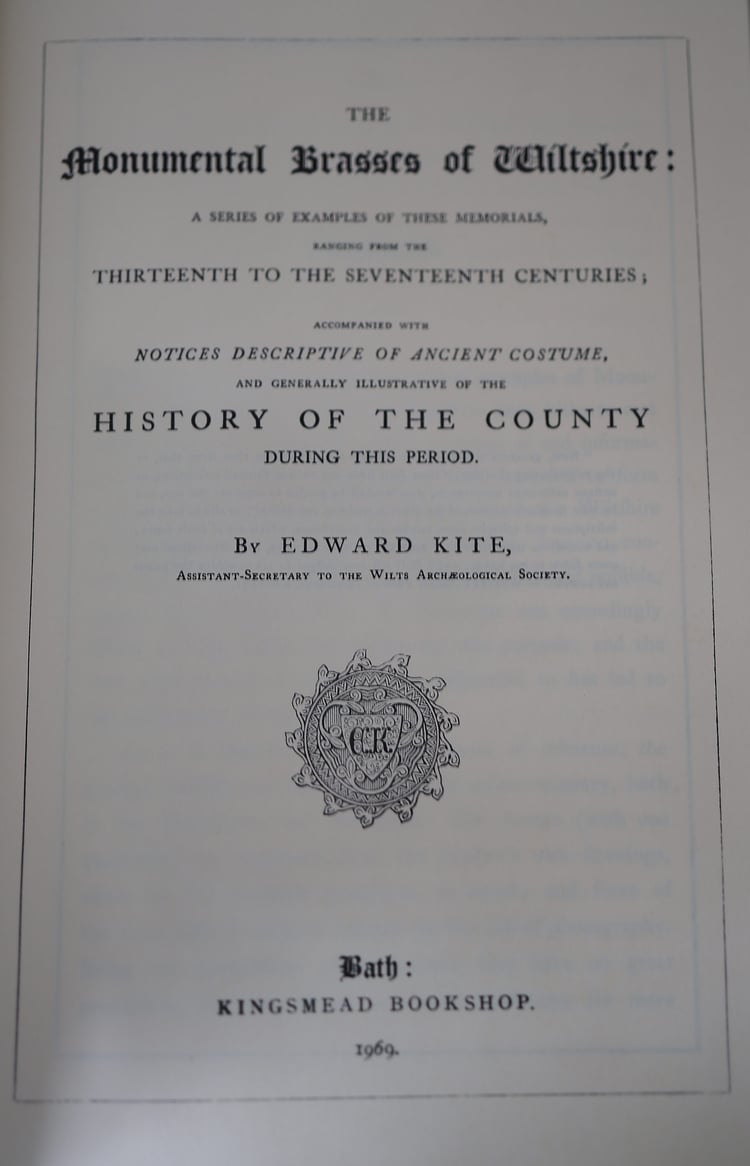 THE
Monumental Brasses of Wiltshire:
A SERIES OF EXAMPLES OF THESE MEMORIALS,
RANGING FROM THE
THIRTEENTH TO THE SEVENTEENTH CENTURIES;
ACCOMPANIED WITH
NOTICES DESCRIPTIVE OF ANCIENT COSTUME,
AND GENERALLY ILLUSTRATIVE OF THE
HISTORY OF THE COUNTY
DURING THIS PERIOD.
By EDWARD KITE,
Assistant-Secretary to the Wilts Archæological Society.
E.K.
Bath:
KINGSMEAD BOOKSHOP.
1969.